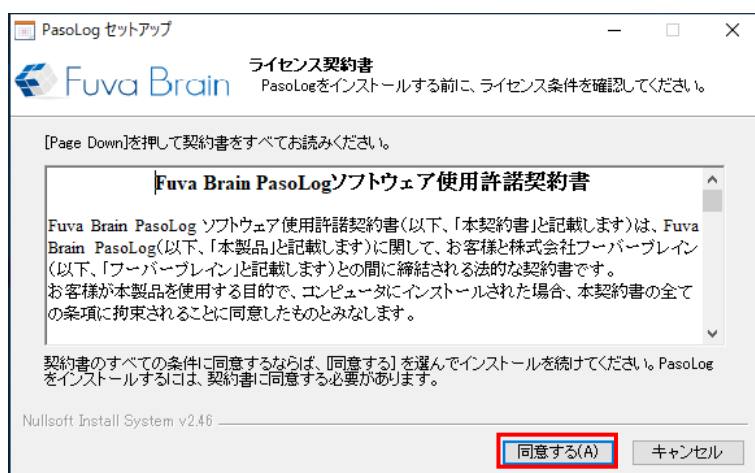 PasoLog セットアップ
Fuva Brain
ライセンス契約書
PasoLogをインストールする前に、ライセンス条件を確認してください。
[Page Down]を押して契約書をすべてお読みください。
Fuva Brain PasoLogソフトウェア使用許諾契約書
Fuva Brain PasoLog ソフトウェア使用許諾契約書(以下、「本契約書」と記載します)は、Fuva
Brain PasoLog(以下、「本製品」と記載します)に関して、お客様と株式会社フーバーブレイン
(以下、「フーバーブレイン」と記載します)との間に締結される法的な契約書です。
お客様が本製品を使用する目的で、コンピュータにインストールされた場合、本契約書の全て
の条項に拘束されることに同意したものとみなします。
契約書のすべての条件に同意するならば、[同意する] を選んでインストールを続けてください。PasoLog
をインストールするには、契約書に同意する必要があります。
Nullsoft Install System v2.46
同意する(A)
キャンセル